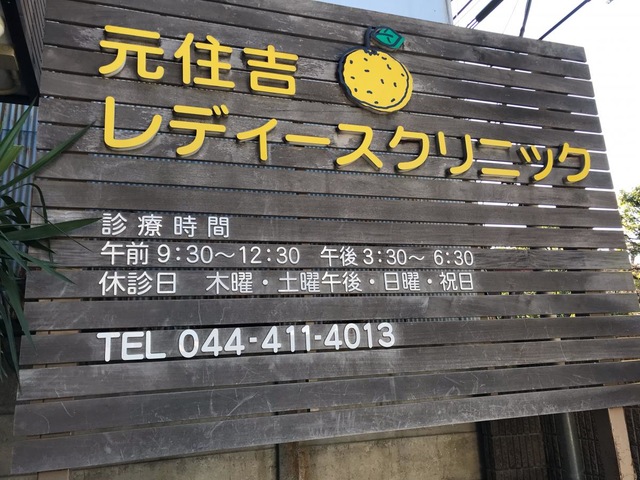 元住吉
レディースクリニック
診療時間
午前 9:30～12:30 午後 3:30～ 6:30
休診日 木曜・土曜午後・日曜・祝日
TEL 044-411-4013